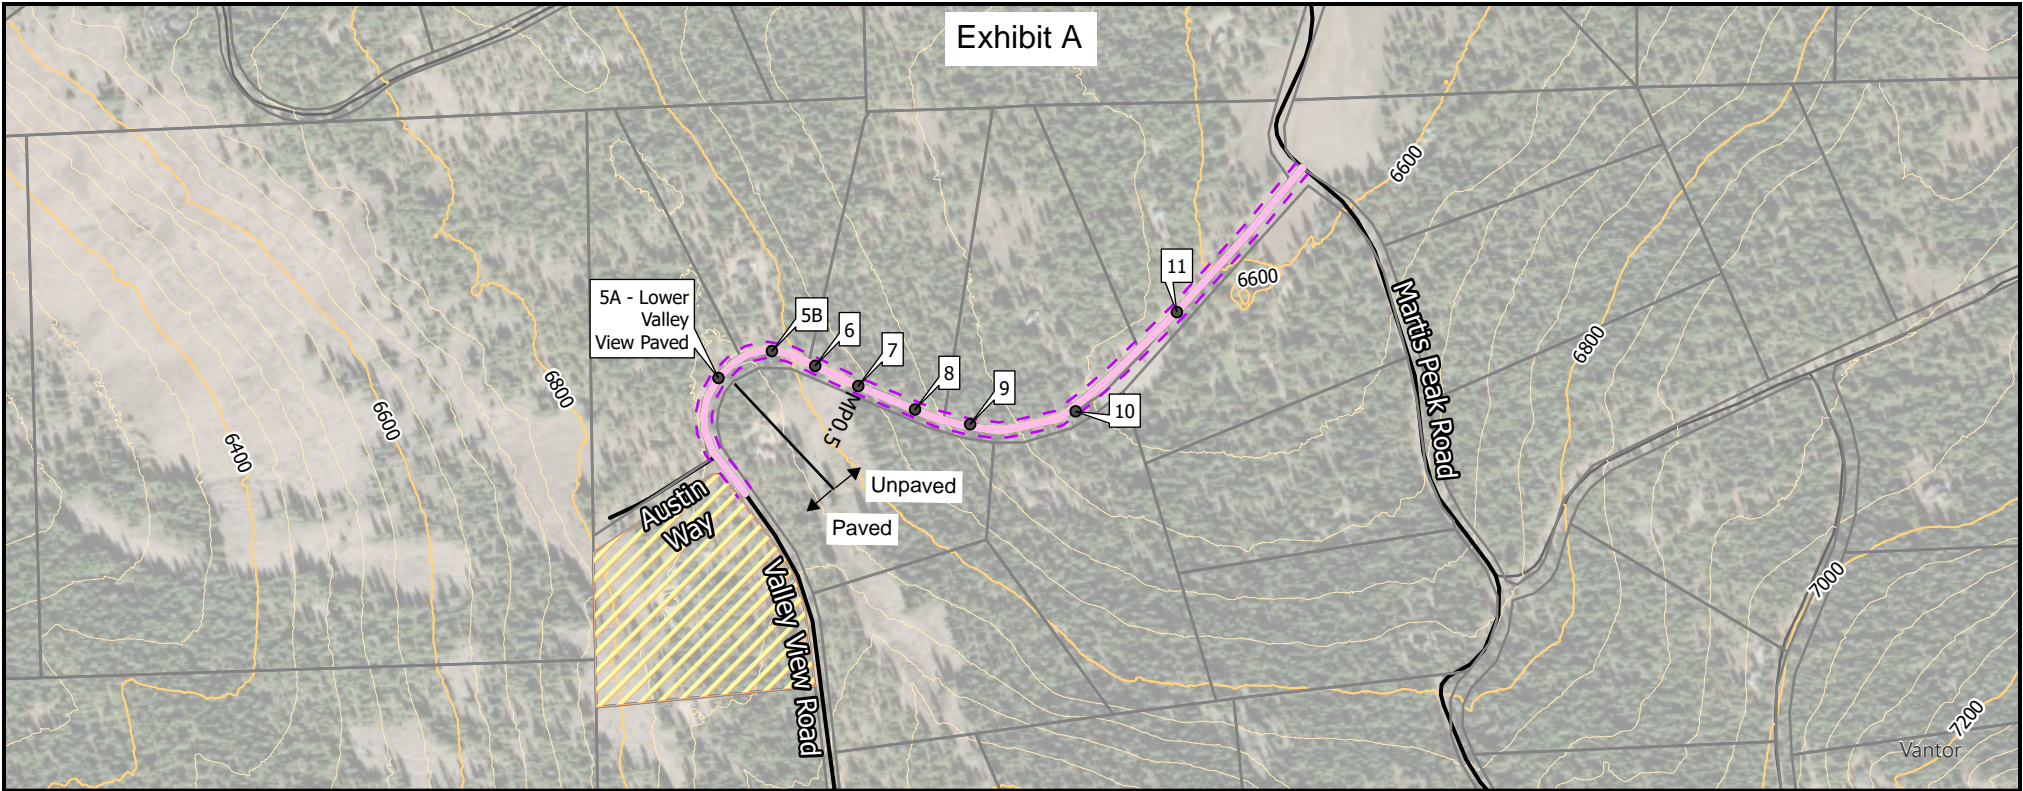 Exhibit A
6600
11
6600
5A - Lower
Valley
View Paved
5B
6
7
8
9
10
MP0.5
Martis Peak Road
6800
6800
6600
6400
Unpaved
Paved
Austin
Way
Valley View Road
7000
7200
Vantor